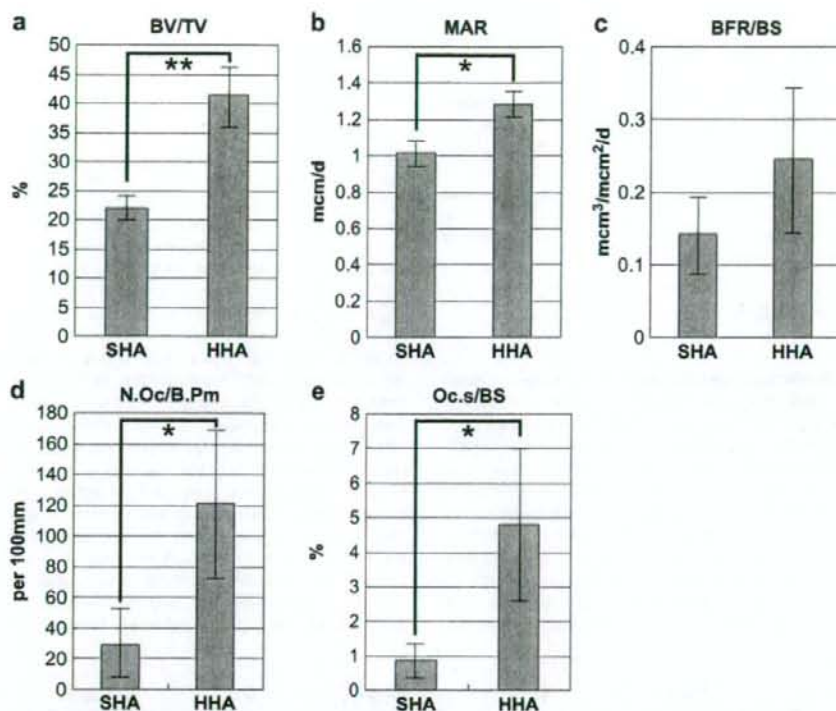 a
BV/TV
50
45
40
35
30
25
20
15
10
5
0
%
**
SHA HHA
b
MAR
1.6
1.4
1.2
1
0.8
0.6
0.4
0.2
0
mcm/d
*
SHA HHA
c
BFR/BS
0.4
0.3
0.2
0.1
0
mcm³/mcm²/d
SHA HHA
d
N.Oc/B.Pm
180
160
140
120
100
80
60
40
20
0
per 100mm
*
SHA HHA
e
Oc.s/BS
8
7
6
5
4
3
2
1
0
%
*
SHA HHA